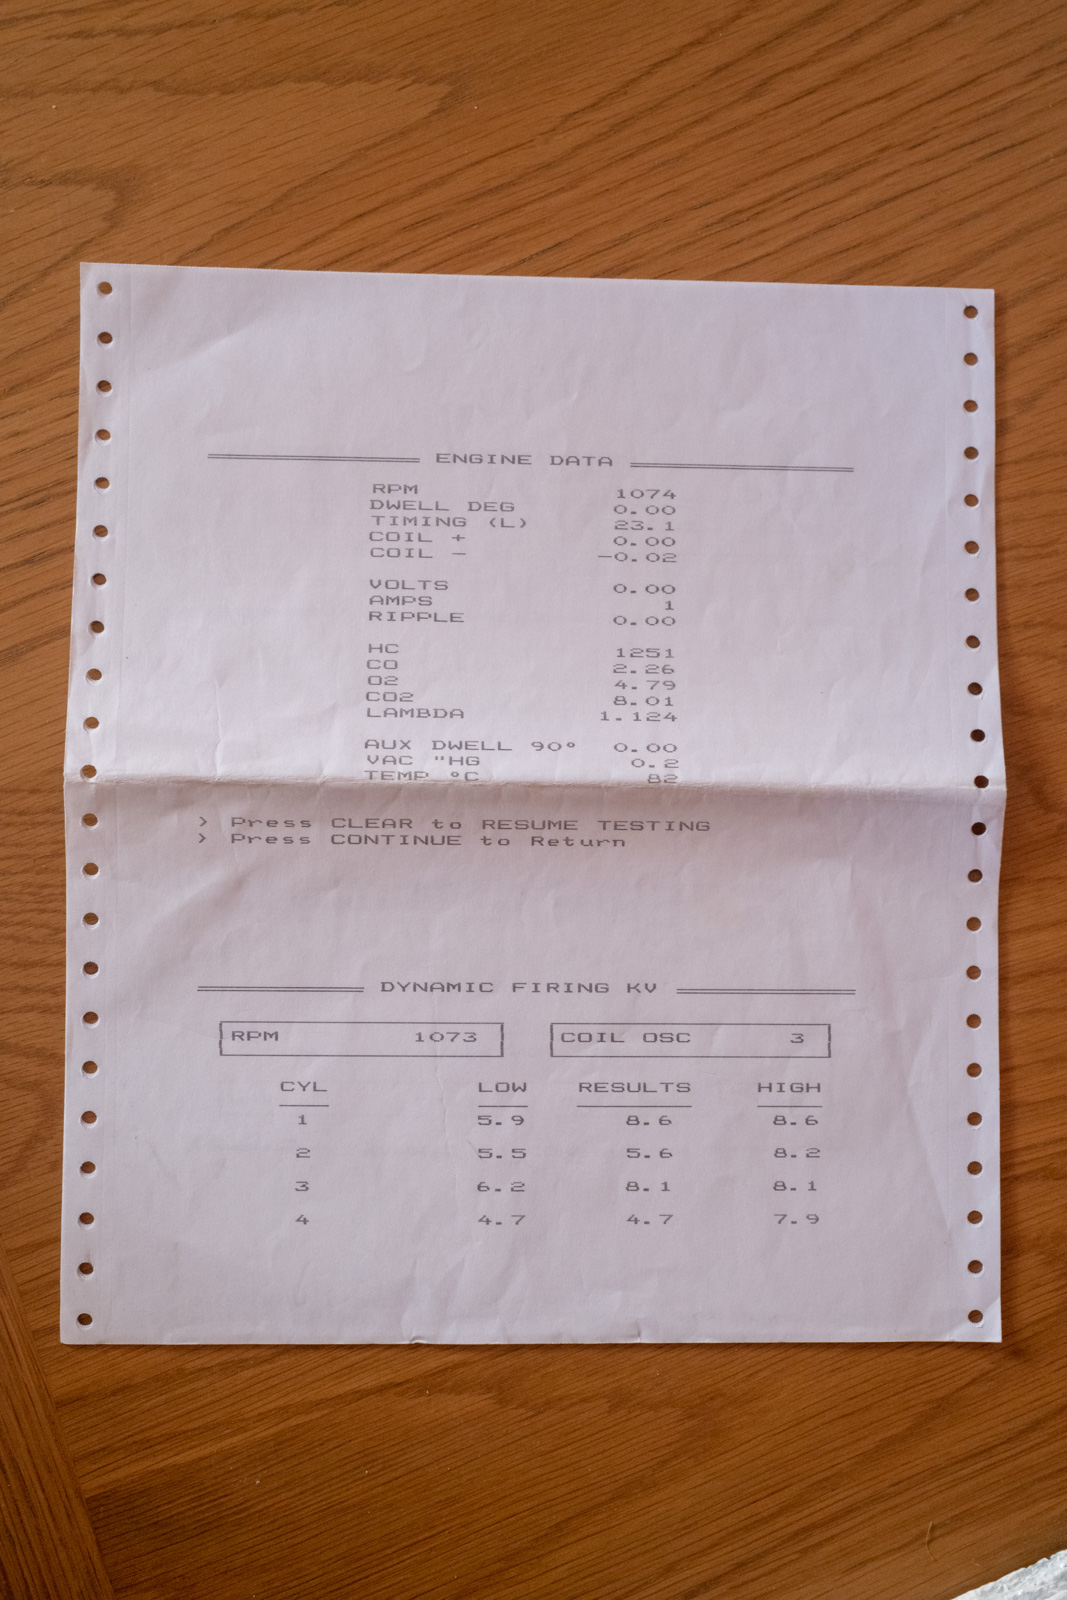 ENGINE DATA
RPM 1074
DWELL DEG 0.00
TIMING (L) 23.1
COIL + 0.00
COIL - -0.02
VOLTS 0.00
AMPS 1
RIPPLE 0.00
HC 1251
CO 2.26
O2 4.79
CO2 8.01
LAMBDA 1.124
AUX DWELL 90° 0.00
VAC "HG 0.2
TEMP °C 82
> Press CLEAR to RESUME TESTING
> Press CONTINUE to Return
DYNAMIC FIRING KV
RPM 1073 COIL OSC 3
CYL LOW RESULTS HIGH
1 5.9 8.6 8.6
2 5.5 5.6 8.2
3 6.2 8.1 8.1
4 4.7 4.7 7.9